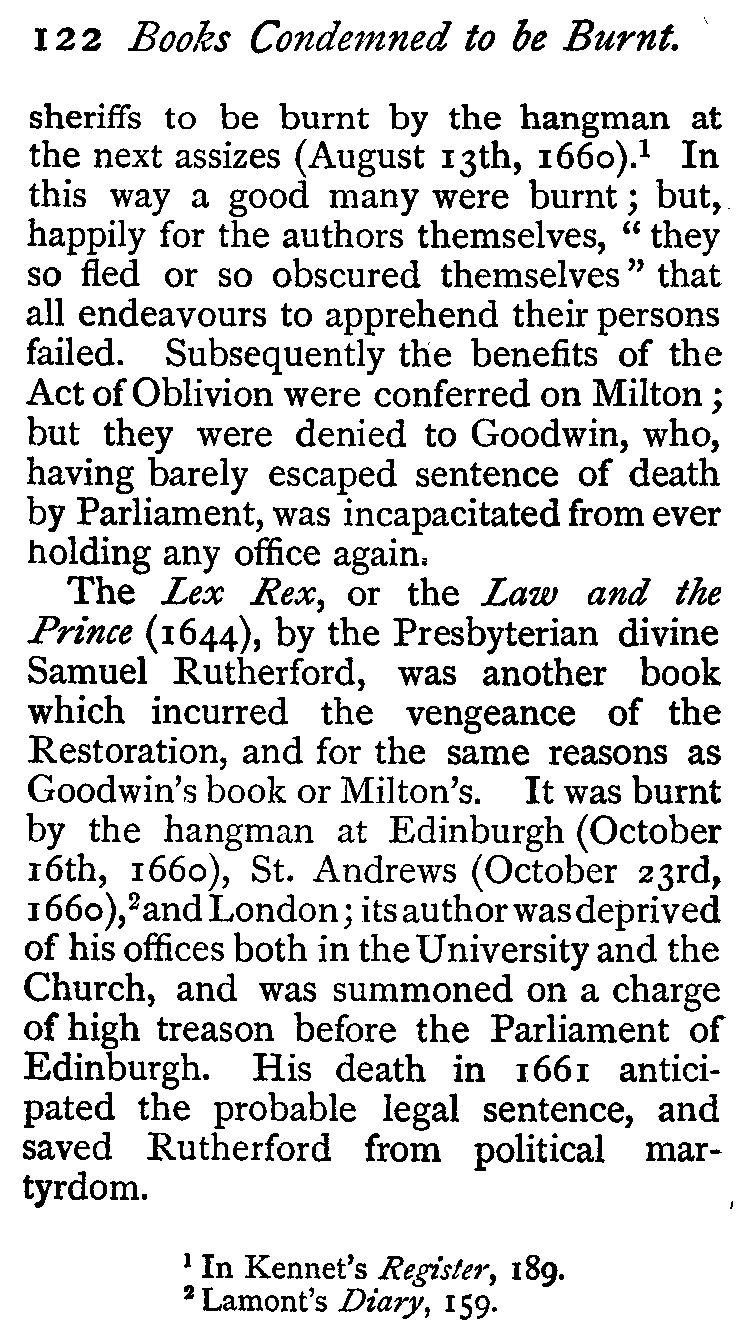 122 Books Condemned to be Burnt.
sheriffs to be burnt by the hangman at
the next assizes (August 13th, 1660).¹ In
this way a good many were burnt ; but,
happily for the authors themselves, “ they
so fled or so obscured themselves ” that
all endeavours to apprehend their persons
failed. Subsequently the benefits of the
Act of Oblivion were conferred on Milton ;
but they were denied to Goodwin, who,
having barely escaped sentence of death
by Parliament, was incapacitated from ever
holding any office again.
The Lex Rex, or the Law and the
Prince (1644), by the Presbyterian divine
Samuel Rutherford, was another book
which incurred the vengeance of the
Restoration, and for the same reasons as
Goodwin's book or Milton's. It was burnt
by the hangman at Edinburgh (October
16th, 1660), St. Andrews (October 23rd,
1660),² and London ; its author was deprived
of his offices both in the University and the
Church, and was summoned on a charge
of high treason before the Parliament of
Edinburgh. His death in 1661 antici-
pated the probable legal sentence, and
saved Rutherford from political mar-
tyrdom.
¹ In Kennet's Register, 189.
² Lamont's Diary, 159.